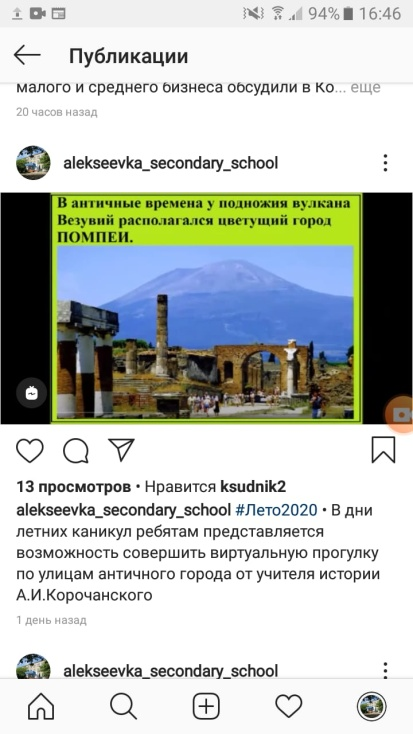 94% 16:46
Публикации
малого и среднего бизнеса обсудили в Ко... еще
20 часов назад
alekseevka_secondary_school
В античные времена у подножия вулкана
Везувий располагался цветущий город
ПОМПЕИ.
13 просмотров • Нравится ksudnik2
alekseevka_secondary_school #Лето2020 • В дни
летних каникул ребятам представляется
возможность совершить виртуальную прогулку
по улицам античного города от учителя истории
А.И.Корочанского
1 день назад
alekseevka_secondary_school